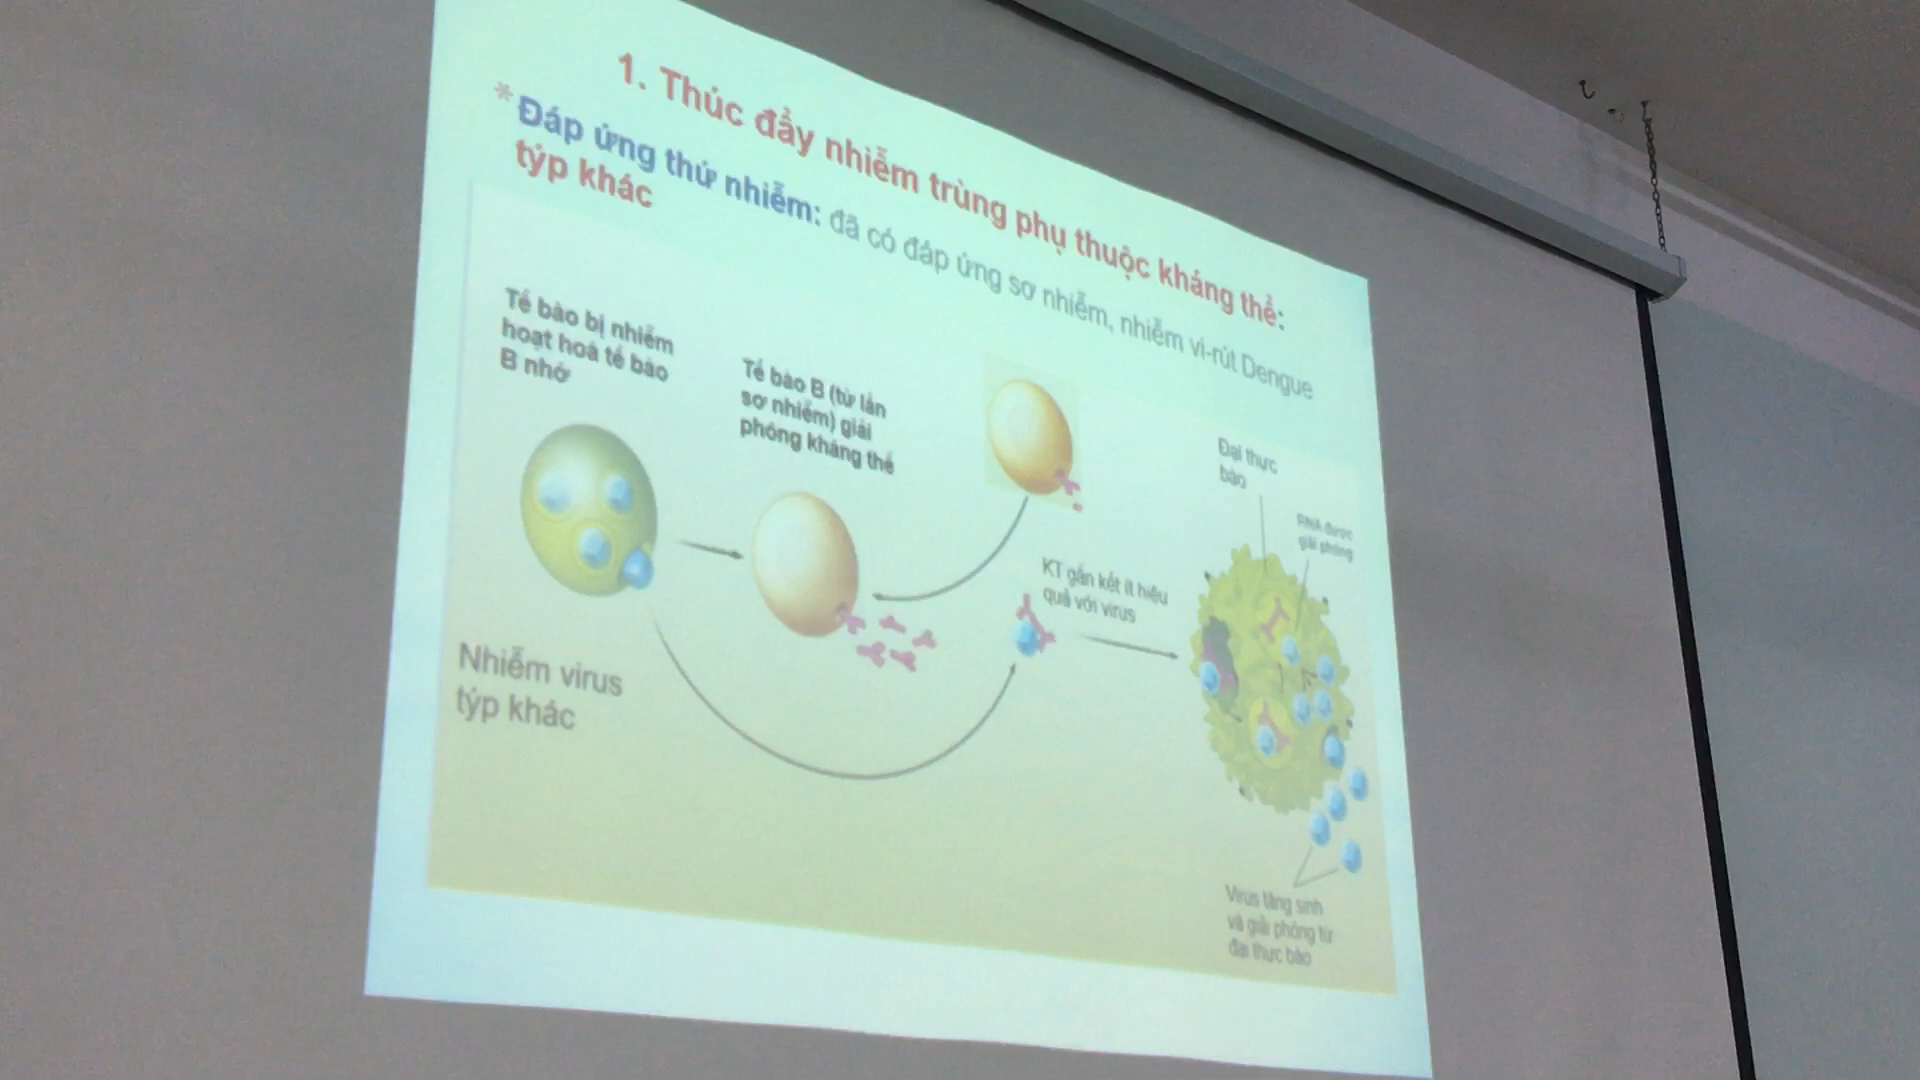 1. Thúc đẩy nhiễm trùng phụ thuộc kháng thể:
* Đáp ứng thứ nhiễm: đã có đáp ứng sơ nhiễm, nhiễm vi-rút Dengue
týp khác
Tế bào bị nhiễm
hoạt hoá tế bào
B nhớ
Tế bào B (từ lần
sơ nhiễm) giải
phóng kháng thể
Đại thực
bào
RNA được
giải phóng
KT gắn kết ít hiệu
quả với virus
Nhiễm virus
týp khác
Virus tăng sinh
và giải phóng từ
đại thực bào